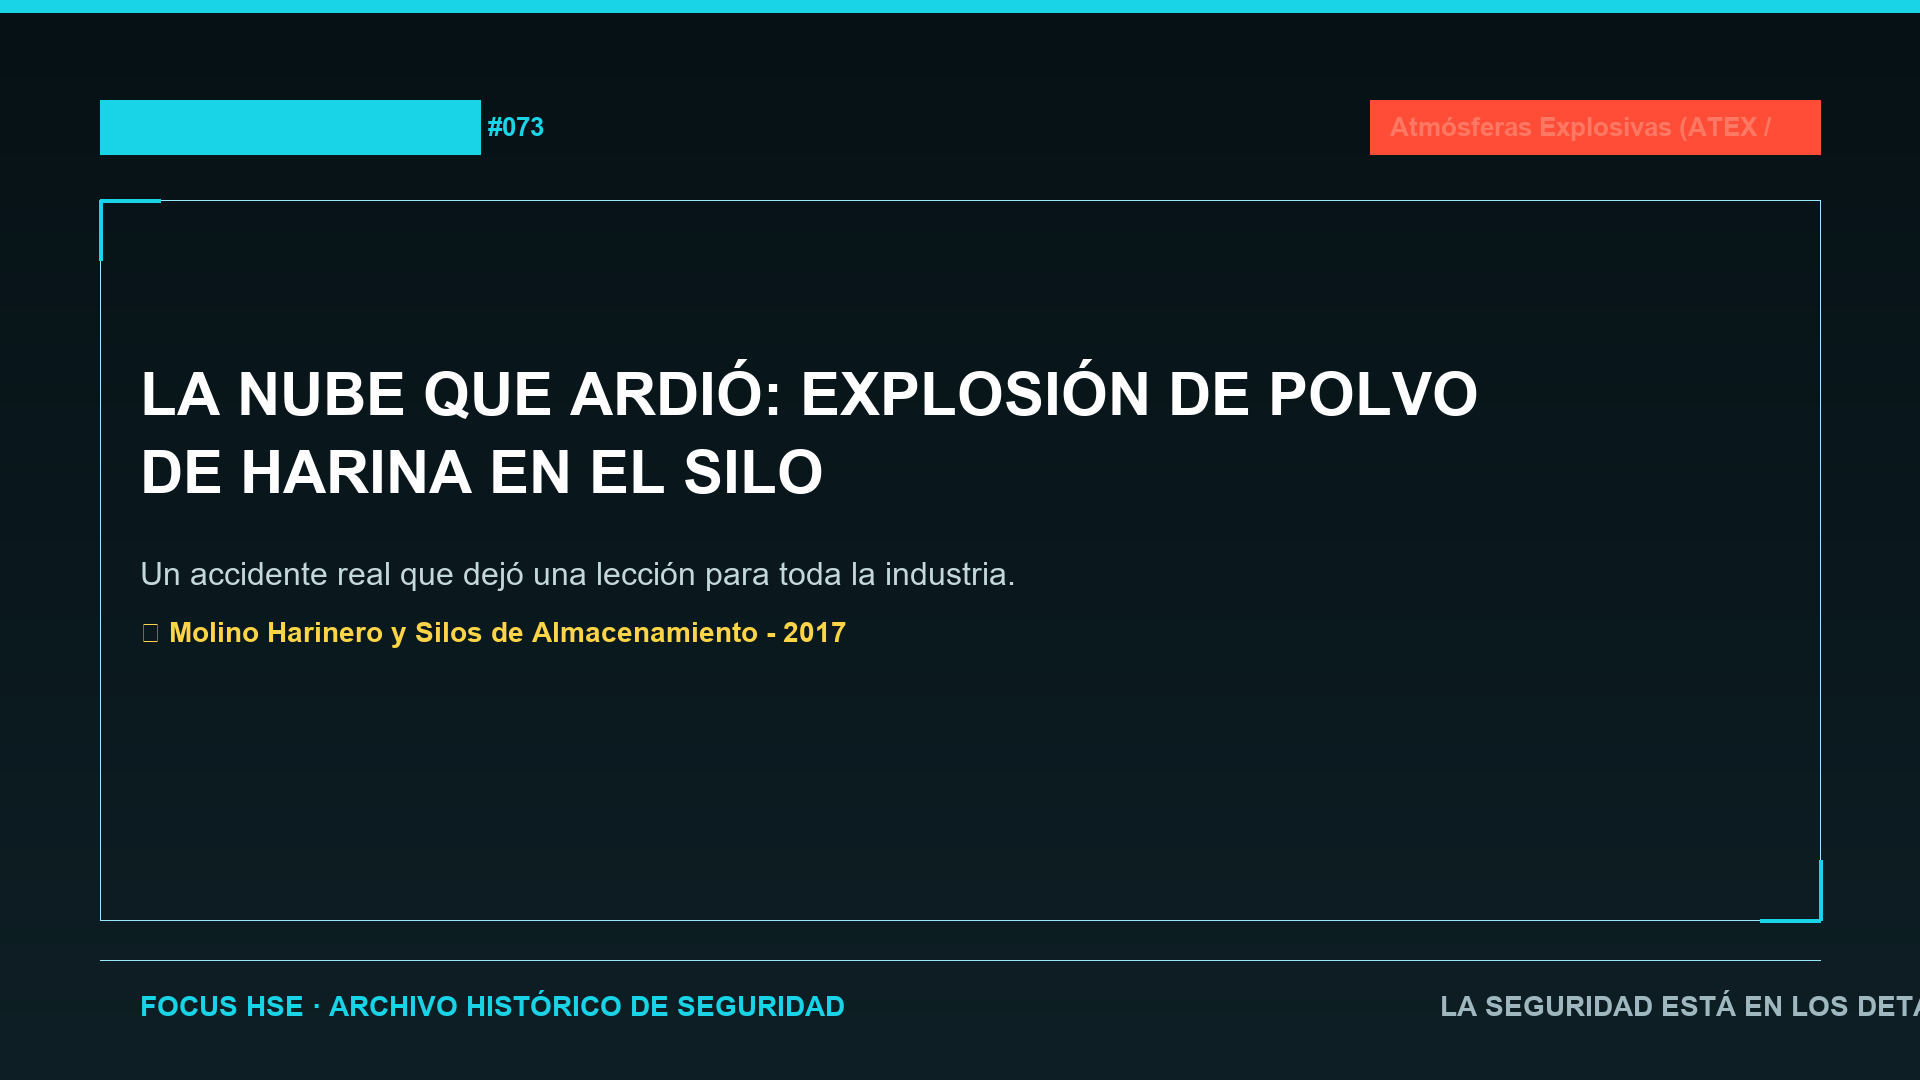 #073
Atmósferas Explosivas (ATEX /
LA NUBE QUE ARDIÓ: EXPLOSIÓN DE POLVO
DE HARINA EN EL SILO
Un accidente real que dejó una lección para toda la industria.
Molino Harinero y Silos de Almacenamiento - 2017
FOCUS HSE · ARCHIVO HISTÓRICO DE SEGURIDAD
LA SEGURIDAD ESTÁ EN LOS DETA